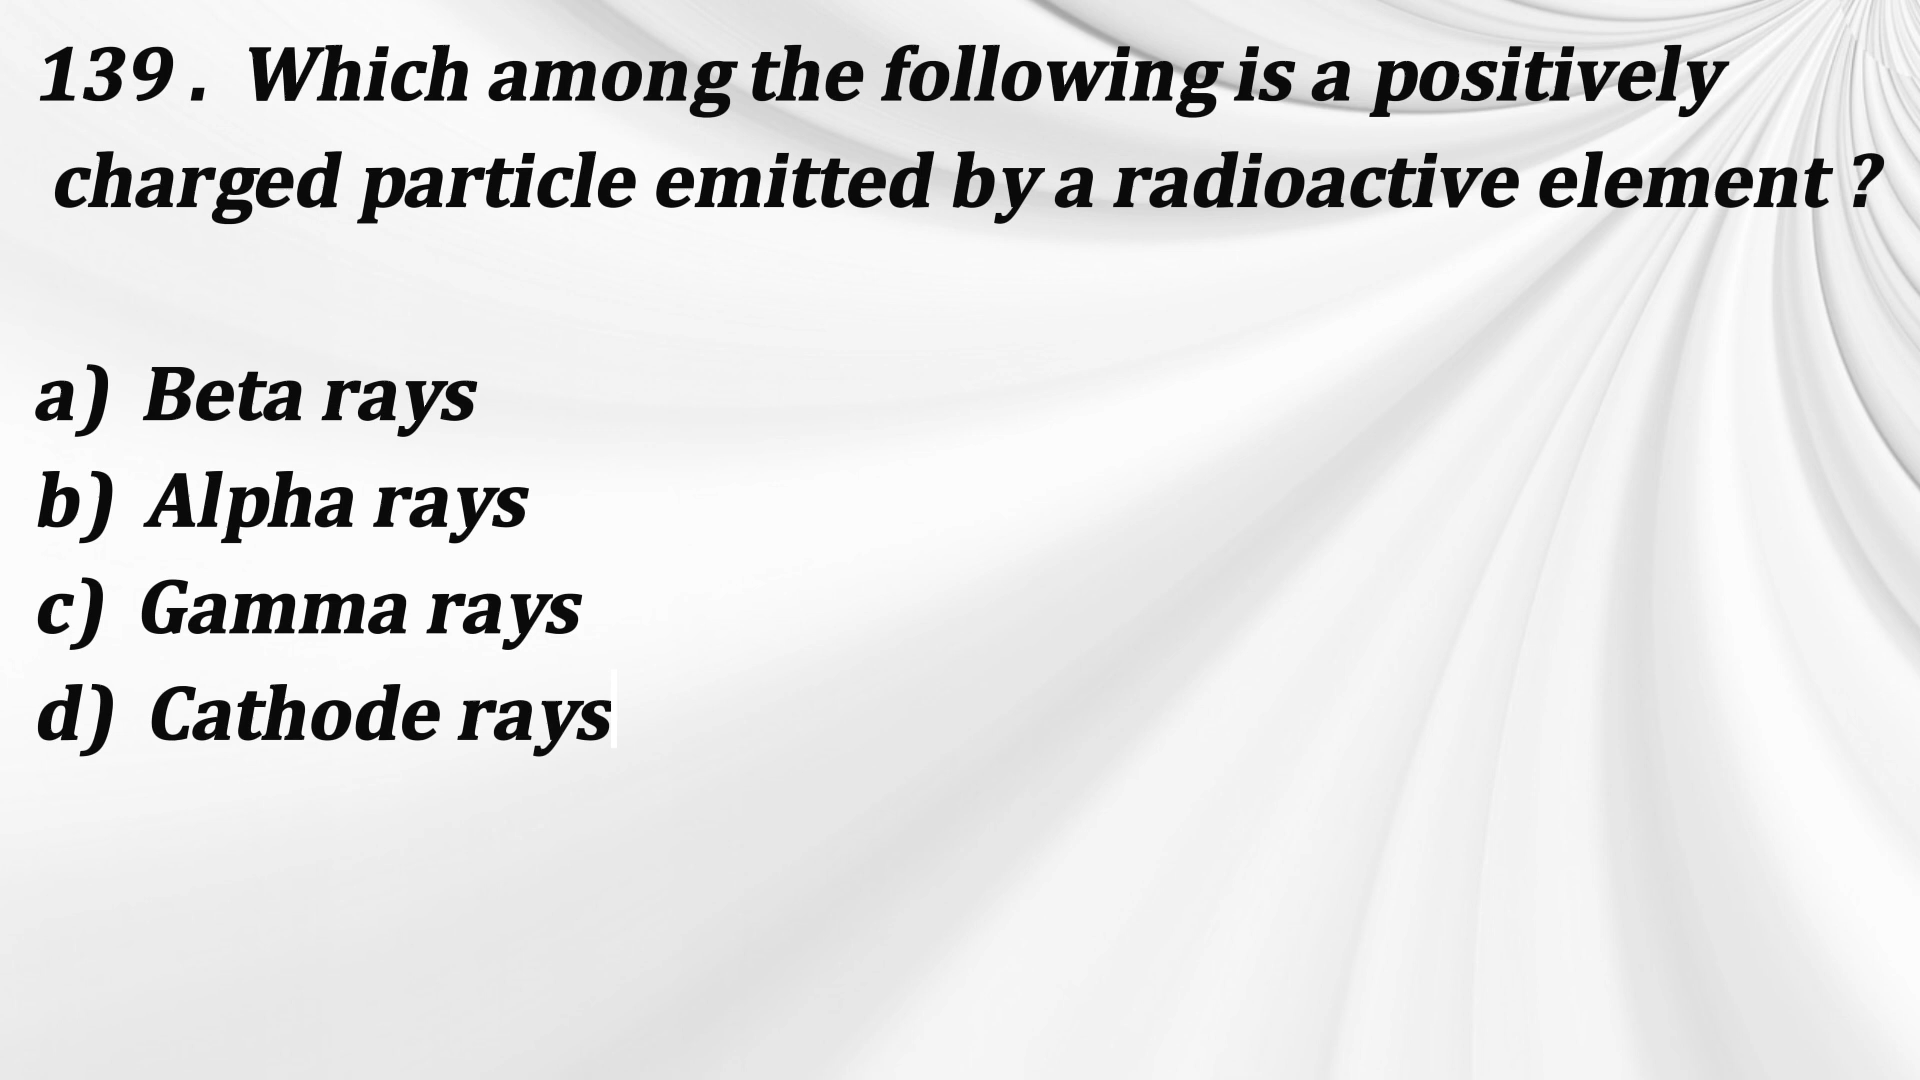 139 . Which among the following is a positively
charged particle emitted by a radioactive element ?
a) Beta rays
b) Alpha rays
c) Gamma rays
d) Cathode rays